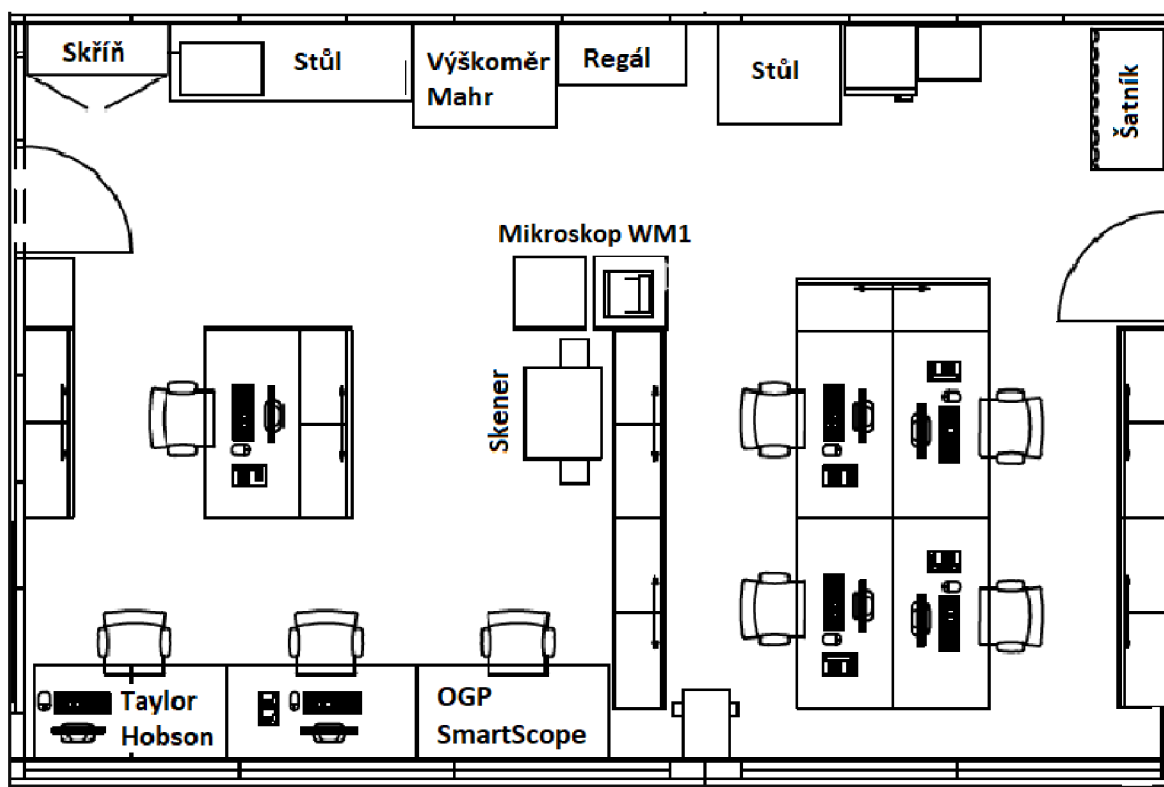 Skříň
Stůl
Výškoměr
Mahr
Regál
Stůl
Šatník
Mikroskop WM1
Skener
Taylor
Hobson
OGP
SmartScope